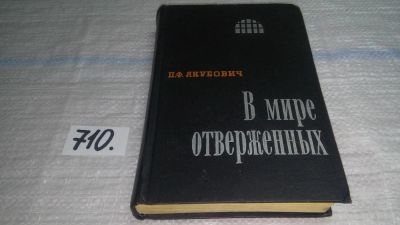 П.Ф. ЯКУБОВИЧ
В мире
отверженных
710.